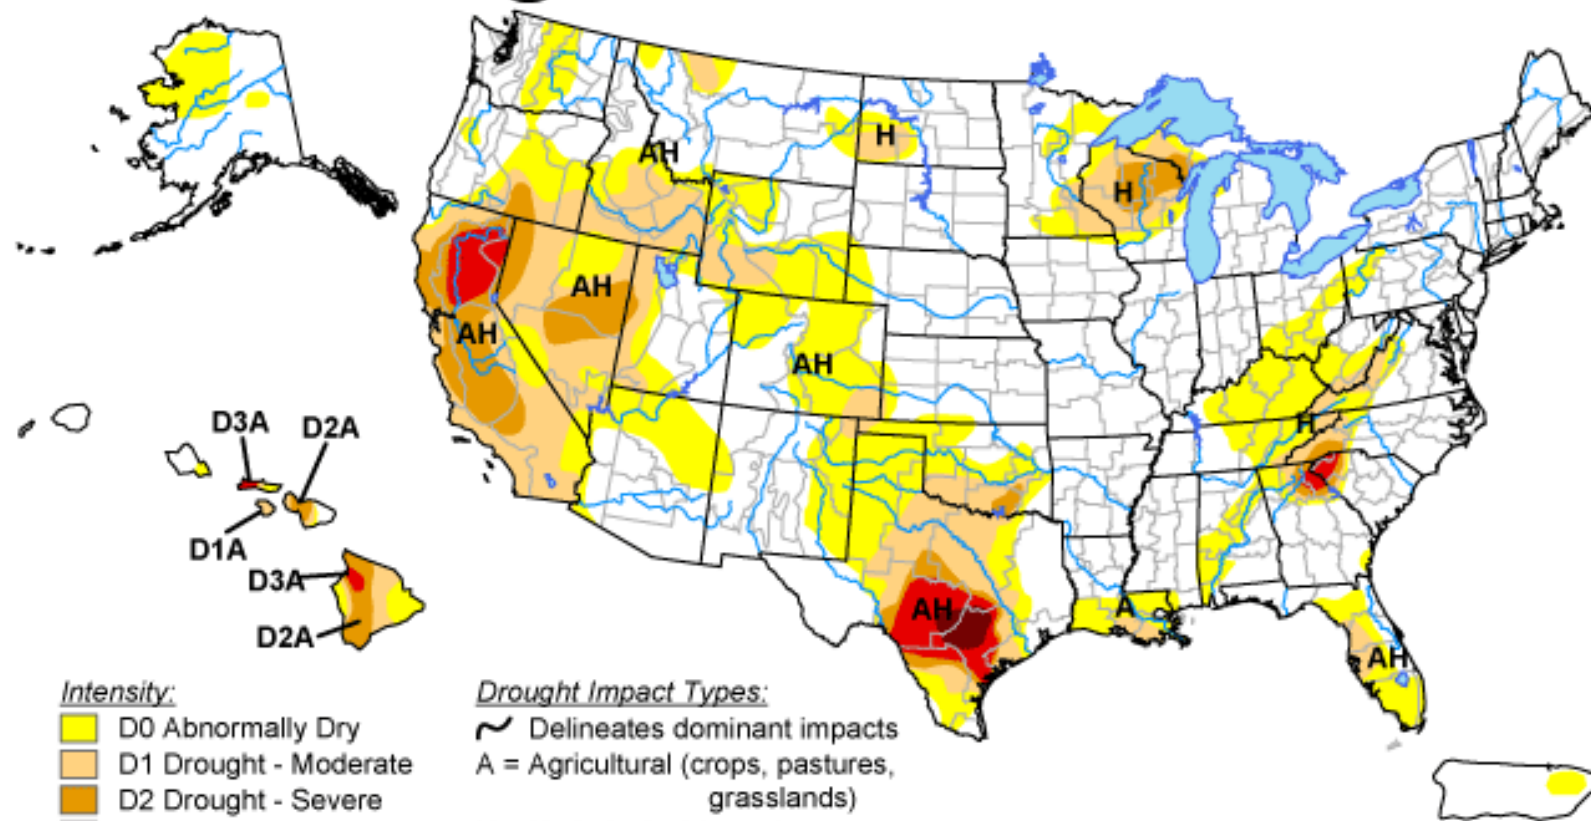 H
AH
H
AH
AH
AH
H
D3A
D2A
D1A
D3A
AH
A
D2A
AH
Intensity:
D0 Abnormally Dry
D1 Drought - Moderate
D2 Drought - Severe
Drought Impact Types:
Delineates dominant impacts
A = Agricultural (crops, pastures,
grasslands)